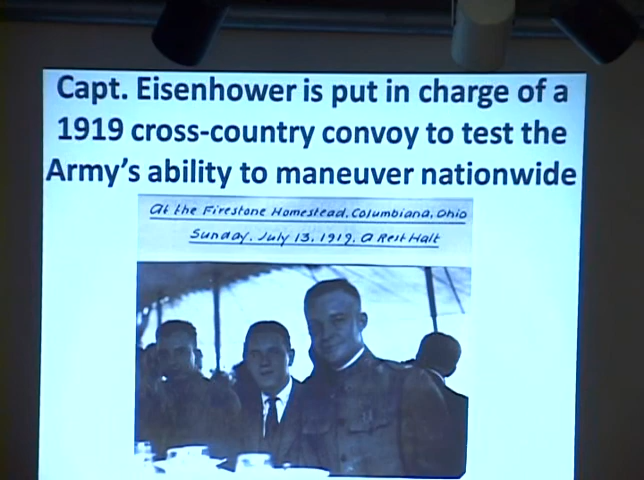 Capt. Eisenhower is put in charge of a
1919 cross-country convoy to test the
Army's ability to maneuver nationwide
At the Firestone Homestead, Columbiana, Ohio
Sunday, July 13, 1919, A Rest Halt